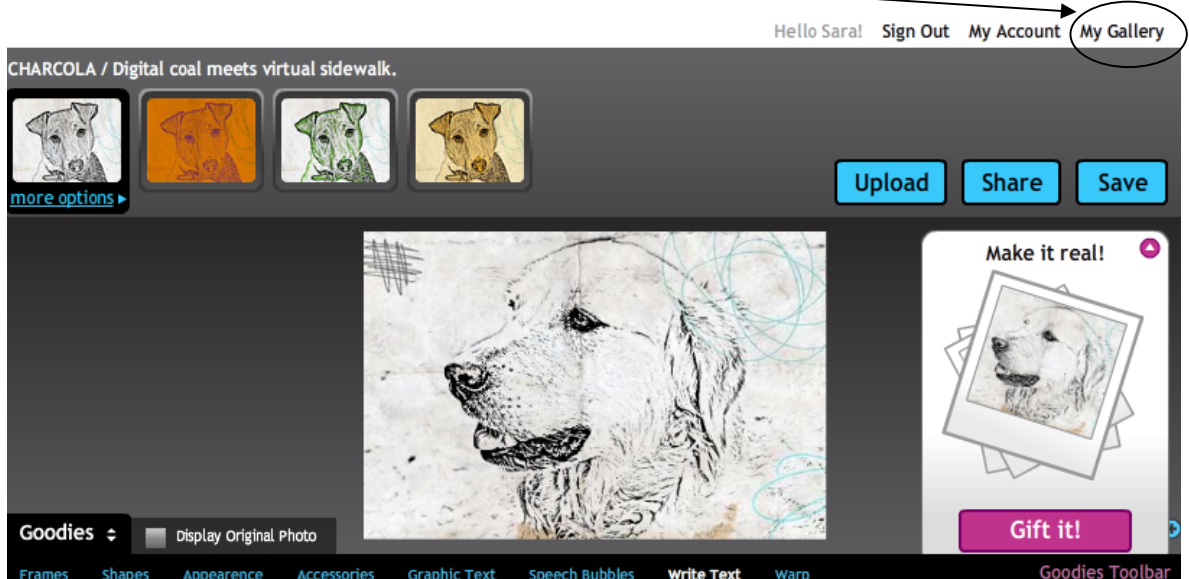 Hello Sara! Sign Out My Account My Gallery
CHARCOLA / Digital coal meets virtual sidewalk.
more options
Upload Share Save
Make it real!
Gift it!
Goodies Display Original Photo
Frames Shapes Appearence Accessories Graphic Text Speech Bubbles Write Text Warp Goodies Toolbar